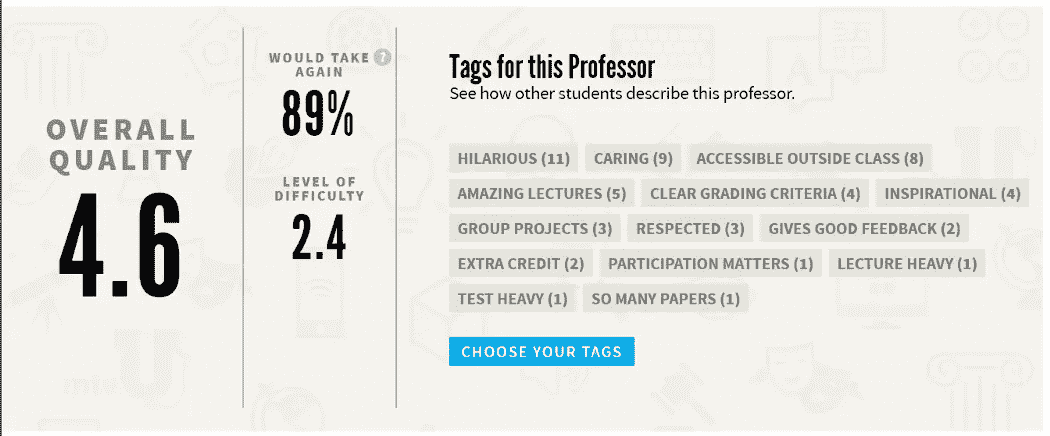 OVERALL
QUALITY
4.6
WOULD TAKE ?
AGAIN
89%
LEVEL OF
DIFFICULTY
2.4
Tags for this Professor
See how other students describe this professor.
HILARIOUS (11) CARING (9) ACCESSIBLE OUTSIDE CLASS (8)
AMAZING LECTURES (5) CLEAR GRADING CRITERIA (4) INSPIRATIONAL (4)
GROUP PROJECTS (3) RESPECTED (3) GIVES GOOD FEEDBACK (2)
EXTRA CREDIT (2) PARTICIPATION MATTERS (1) LECTURE HEAVY (1)
TEST HEAVY (1) SO MANY PAPERS (1)
CHOOSE YOUR TAGS